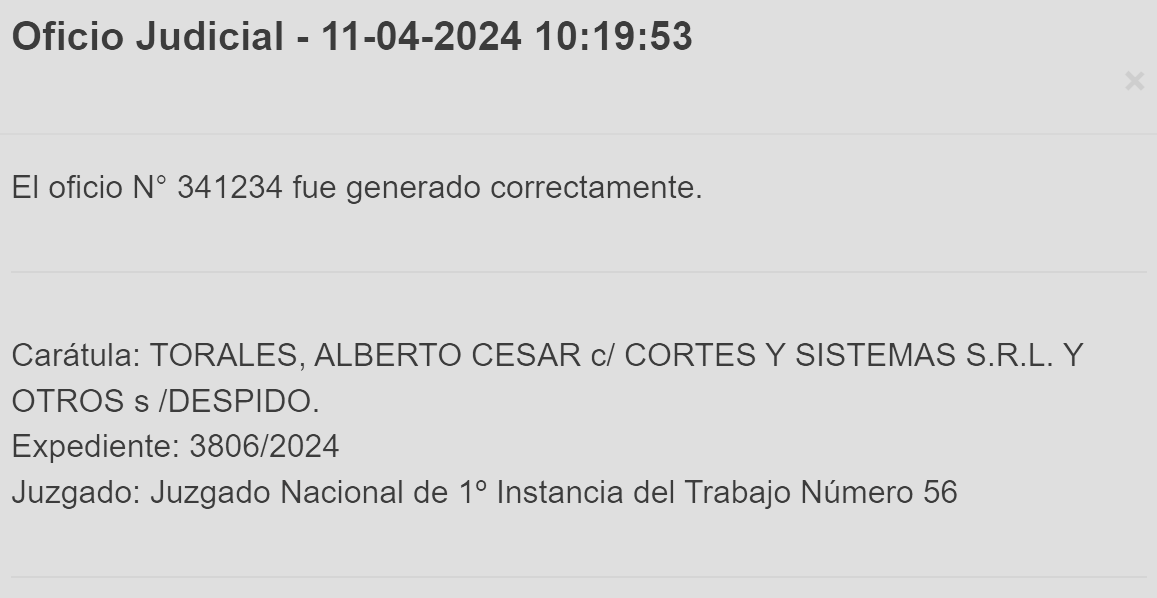 Oficio Judicial - 11-04-2024 10:19:53
×
El oficio N° 341234 fue generado correctamente.
Carátula: TORALES, ALBERTO CESAR c/ CORTES Y SISTEMAS S.R.L. Y
OTROS s /DESPIDO.
Expediente: 3806/2024
Juzgado: Juzgado Nacional de 1º Instancia del Trabajo Número 56